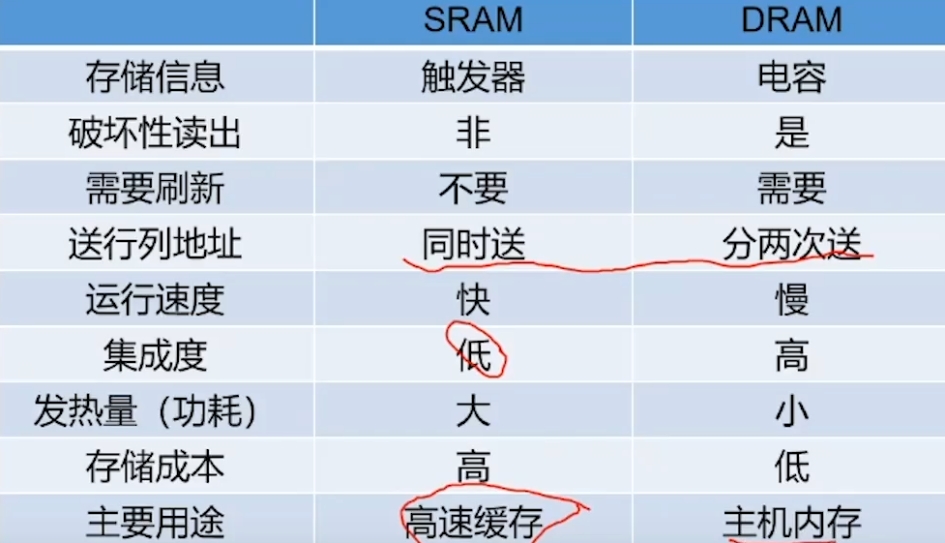 SRAM DRAM
存储信息 触发器 电容
破坏性读出 非 是
需要刷新 不要 需要
送行列地址 同时送 分两次送
运行速度 快 慢
集成度 低 高
发热量（功耗） 大 小
存储成本 高 低
主要用途 高速缓存 主机内存